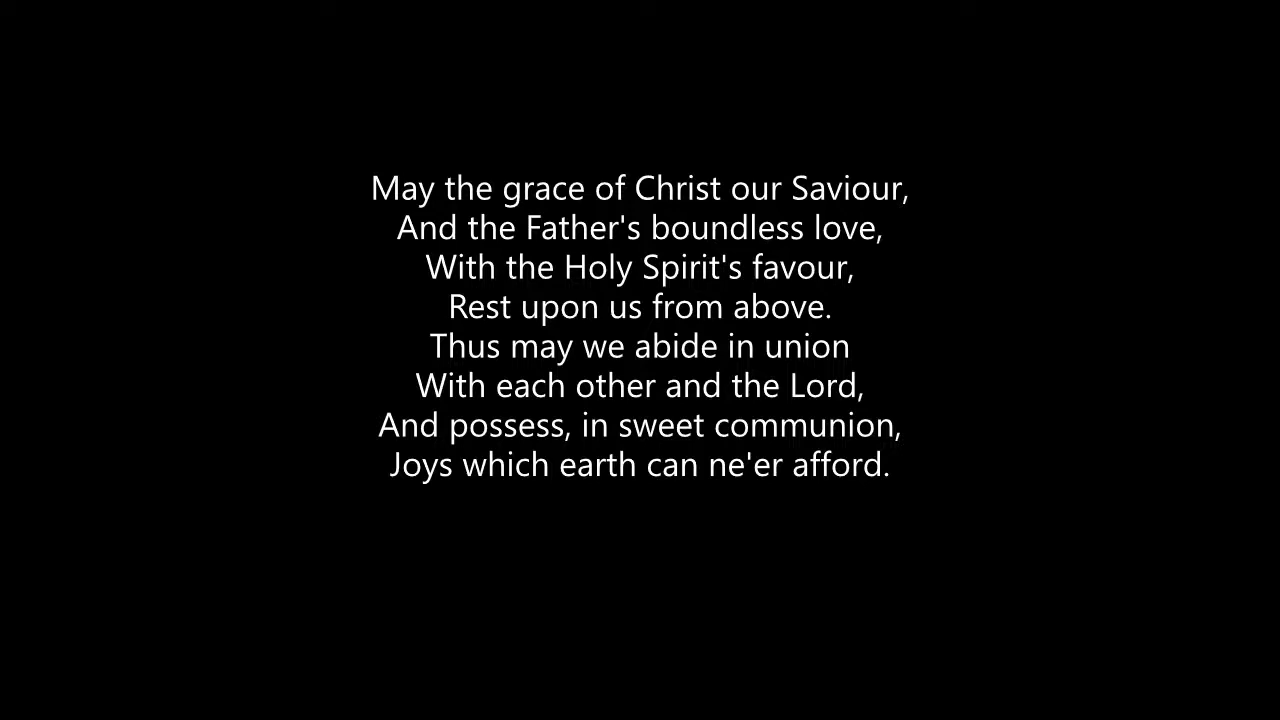 May the grace of Christ our Saviour,
And the Father's boundless love,
With the Holy Spirit's favour,
Rest upon us from above.
Thus may we abide in union
With each other and the Lord,
And possess, in sweet communion,
Joys which earth can ne'er afford.